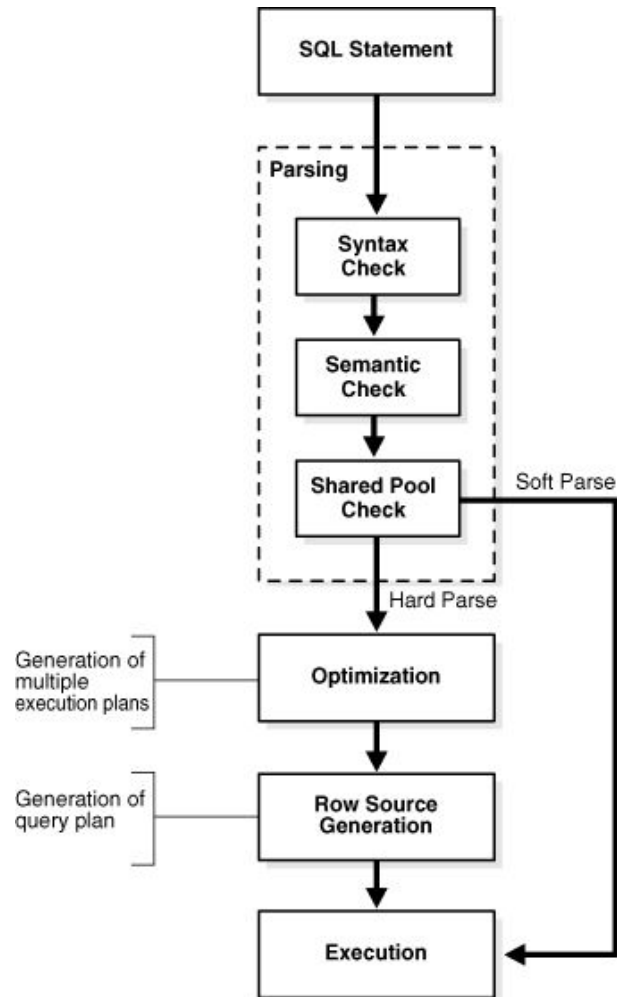 SQL Statement
Parsing
Syntax
Check
Semantic
Check
Shared Pool
Check
Soft Parse
Hard Parse
Generation of
multiple
execution plans
Optimization
Generation of
query plan
Row Source
Generation
Execution